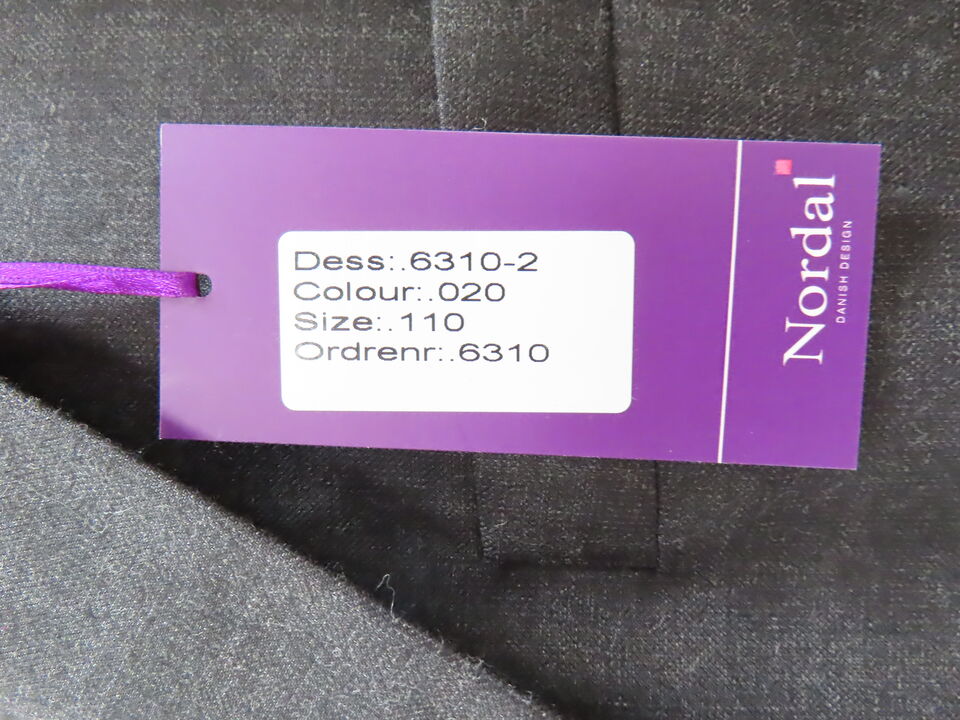 Dess:.6310-2
Colour:.020
Size:.110
Ordrenr:.6310
Nordal
DANISH DESIGN